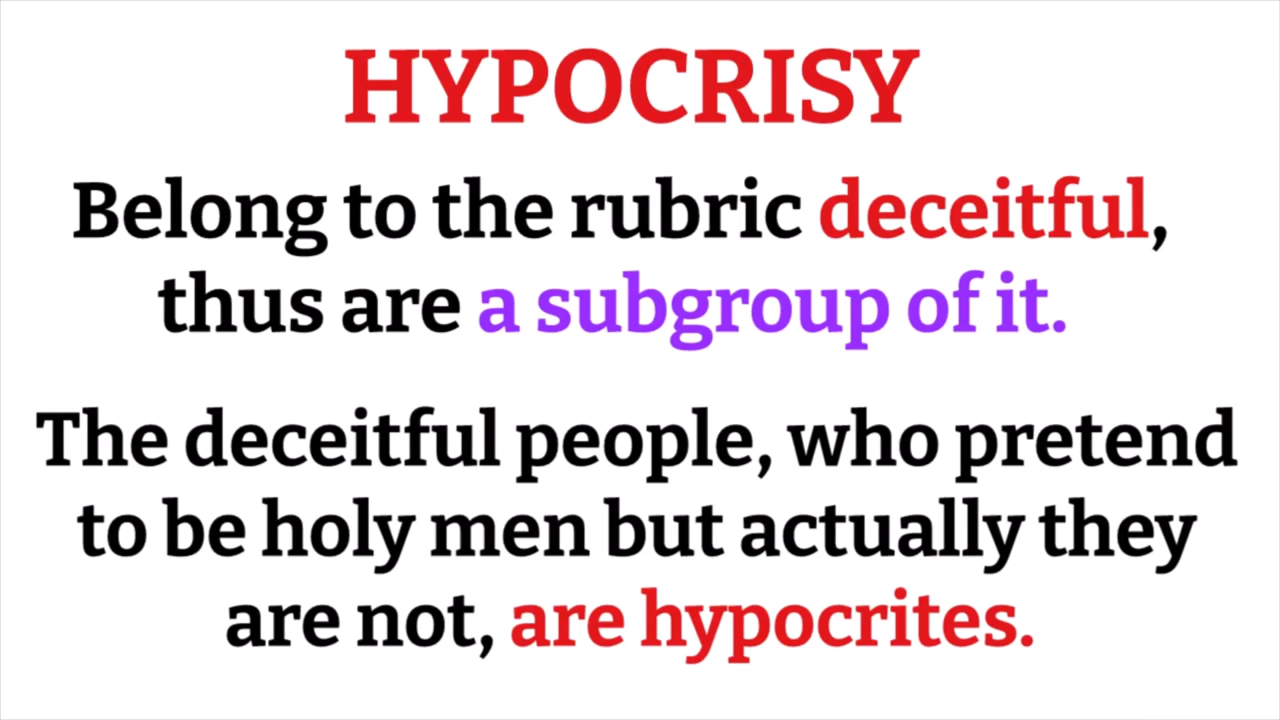 HYPOCRISY
Belong to the rubric deceitful,
thus are a subgroup of it.
The deceitful people, who pretend
to be holy men but actually they
are not, are hypocrites.